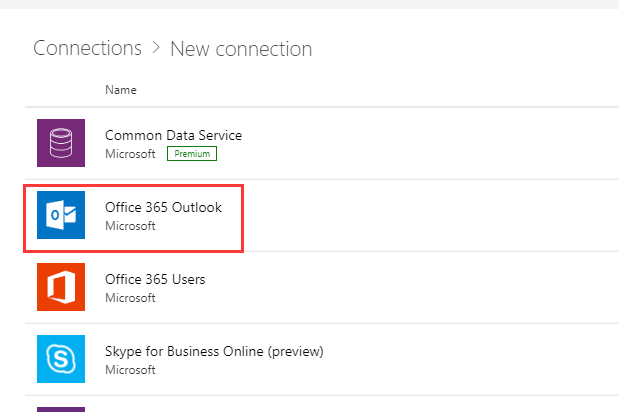 Connections > New connection
Name
Common Data Service
Microsoft Premium
Office 365 Outlook
Microsoft
Office 365 Users
Microsoft
Skype for Business Online (preview)
Microsoft